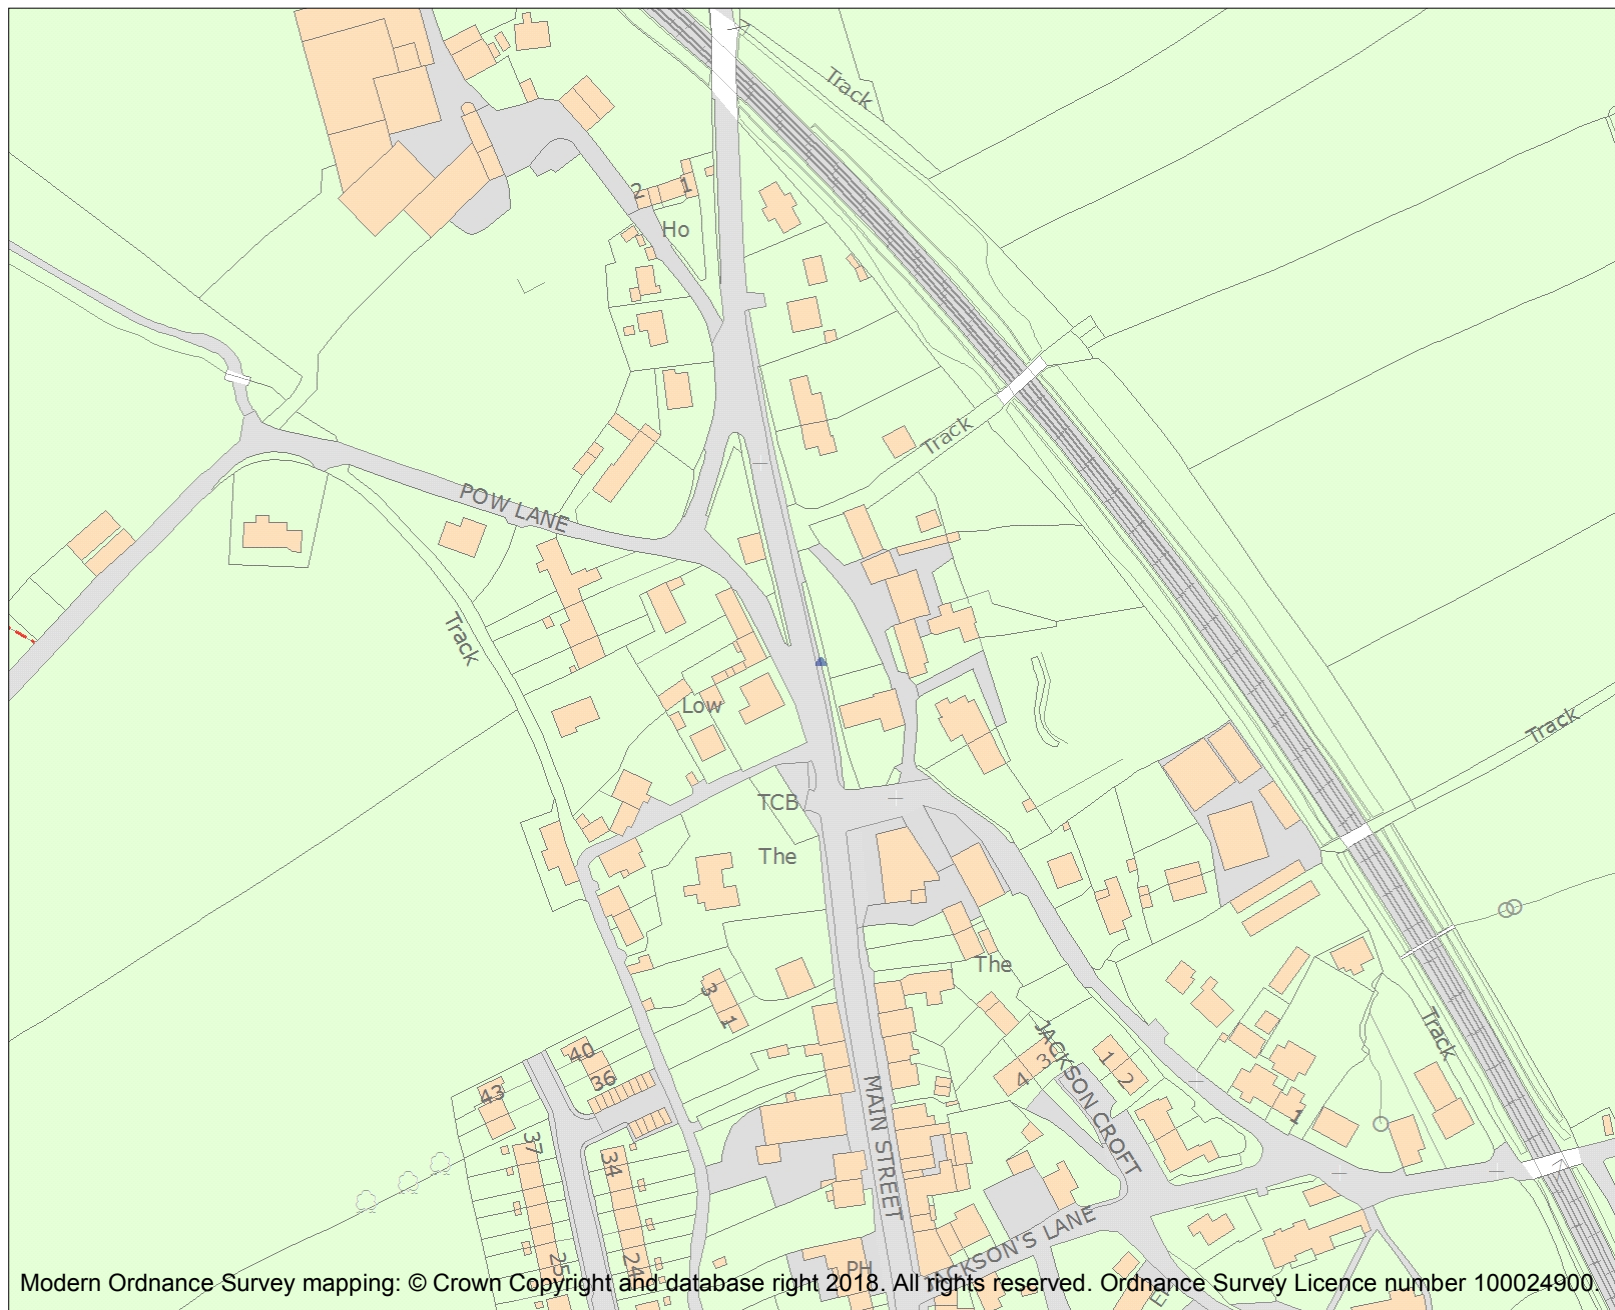 Track
2
1
Ho
Track
POW LANE
Track
Low
Track
TCB
The
The
3
1
Track
JACKSON CROFT
40
36
3
4
1
2
43
MAIN STREET
1
37
34
JACKSON'S LANE
25
24
PH
Modern Ordnance Survey mapping: © Crown Copyright and database right 2018. All rights reserved. Ordnance Survey Licence number 100024900.